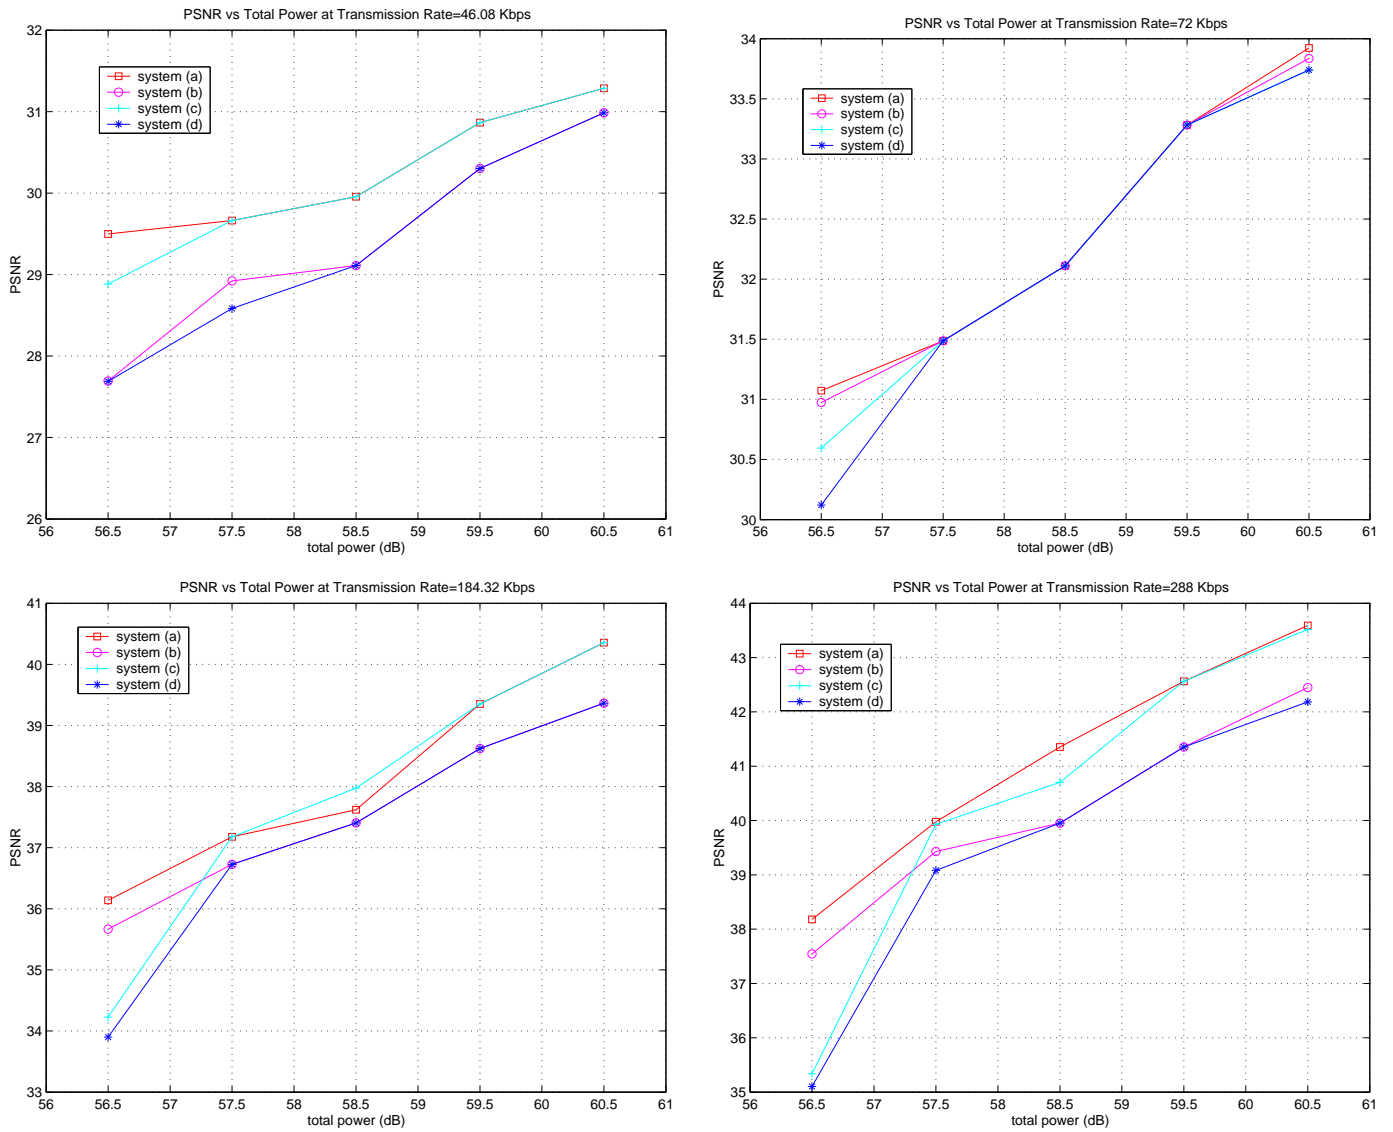 PSNR vs Total Power at Transmission Rate=46.08 Kbps
32
31
30
29
28
27
26
PSNR
system (a)
system (b)
system (c)
system (d)
56 56.5 57 57.5 58 58.5 59 59.5 60 60.5 61
total power (dB)
PSNR vs Total Power at Transmission Rate=72 Kbps
34
33.5
33
32.5
32
31.5
31
30.5
30
PSNR
system (a)
system (b)
system (c)
system (d)
56 56.5 57 57.5 58 58.5 59 59.5 60 60.5 61
total power (dB)
PSNR vs Total Power at Transmission Rate=184.32 Kbps
41
40
39
38
37
36
35
34
33
PSNR
system (a)
system (b)
system (c)
system (d)
56 56.5 57 57.5 58 58.5 59 59.5 60 60.5 61
total power (dB)
PSNR vs Total Power at Transmission Rate=288 Kbps
44
43
42
41
40
39
38
37
36
35
PSNR
system (a)
system (b)
system (c)
system (d)
56 56.5 57 57.5 58 58.5 59 59.5 60 60.5 61
total power (dB)